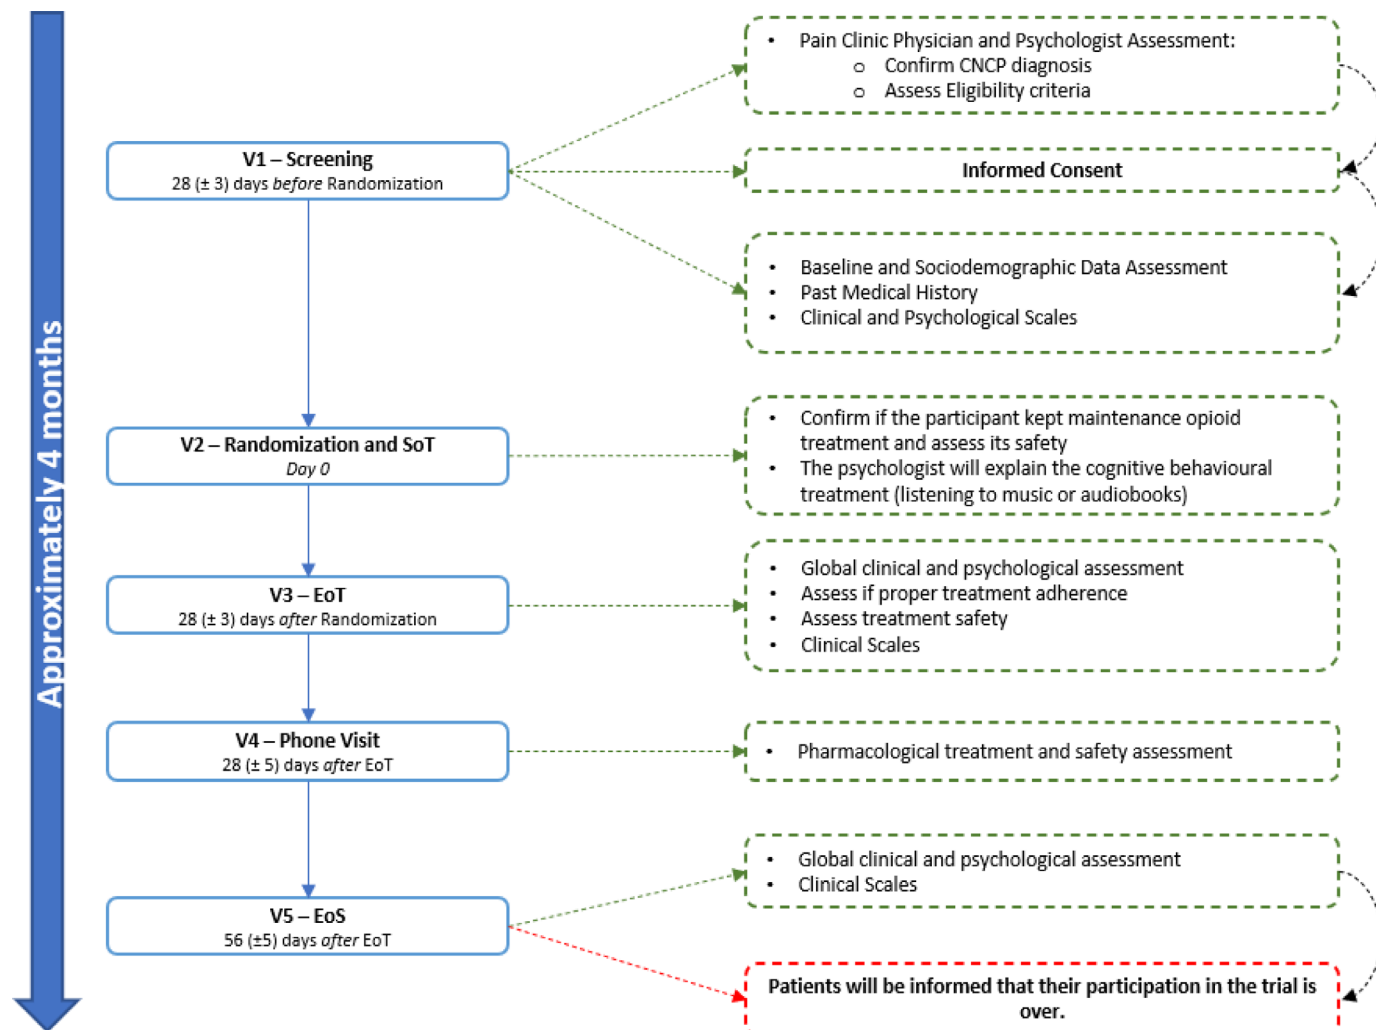 Approximately 4 months
• Pain Clinic Physician and Psychologist Assessment:
o Confirm CNCP diagnosis
o Assess Eligibility criteria
V1 – Screening
28 (± 3) days before Randomization
Informed Consent
• Baseline and Sociodemographic Data Assessment
• Past Medical History
• Clinical and Psychological Scales
V2 – Randomization and SoT
Day 0
• Confirm if the participant kept maintenance opioid
treatment and assess its safety
• The psychologist will explain the cognitive behavioural
treatment (listening to music or audiobooks)
V3 – EoT
28 (± 3) days after Randomization
• Global clinical and psychological assessment
• Assess if proper treatment adherence
• Assess treatment safety
• Clinical Scales
V4 – Phone Visit
28 (± 5) days after EoT
• Pharmacological treatment and safety assessment
V5 – EoS
56 (±5) days after EoT
• Global clinical and psychological assessment
• Clinical Scales
Patients will be informed that their participation in the trial is
over.